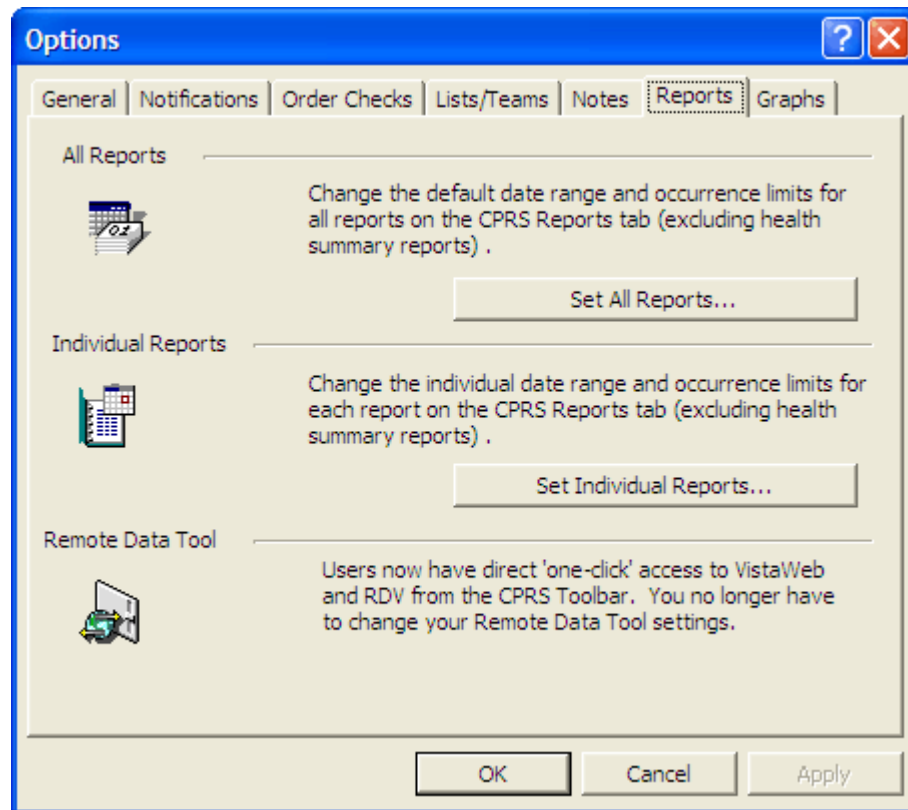 Options
General Notifications Order Checks Lists/Teams Notes Reports Graphs
All Reports
Change the default date range and occurrence limits for
all reports on the CPRS Reports tab (excluding health
summary reports) .
Set All Reports...
Individual Reports
Change the individual date range and occurrence limits for
each report on the CPRS Reports tab (excluding health
summary reports) .
Set Individual Reports...
Remote Data Tool
Users now have direct 'one-click' access to VistaWeb
and RDV from the CPRS Toolbar. You no longer have
to change your Remote Data Tool settings.
OK Cancel Apply